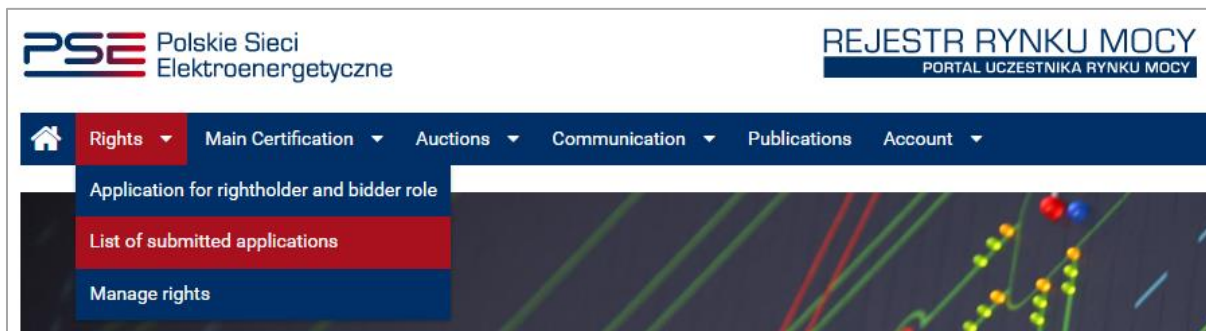 PSE Polskie Sieci
Elektroenergetyczne
REJESTR RYNKU MOCY
PORTAL UCZESTNIKA RYNKU MOCY
Rights Main Certification Auctions Communication Publications Account
Application for rightholder and bidder role
List of submitted applications
Manage rights